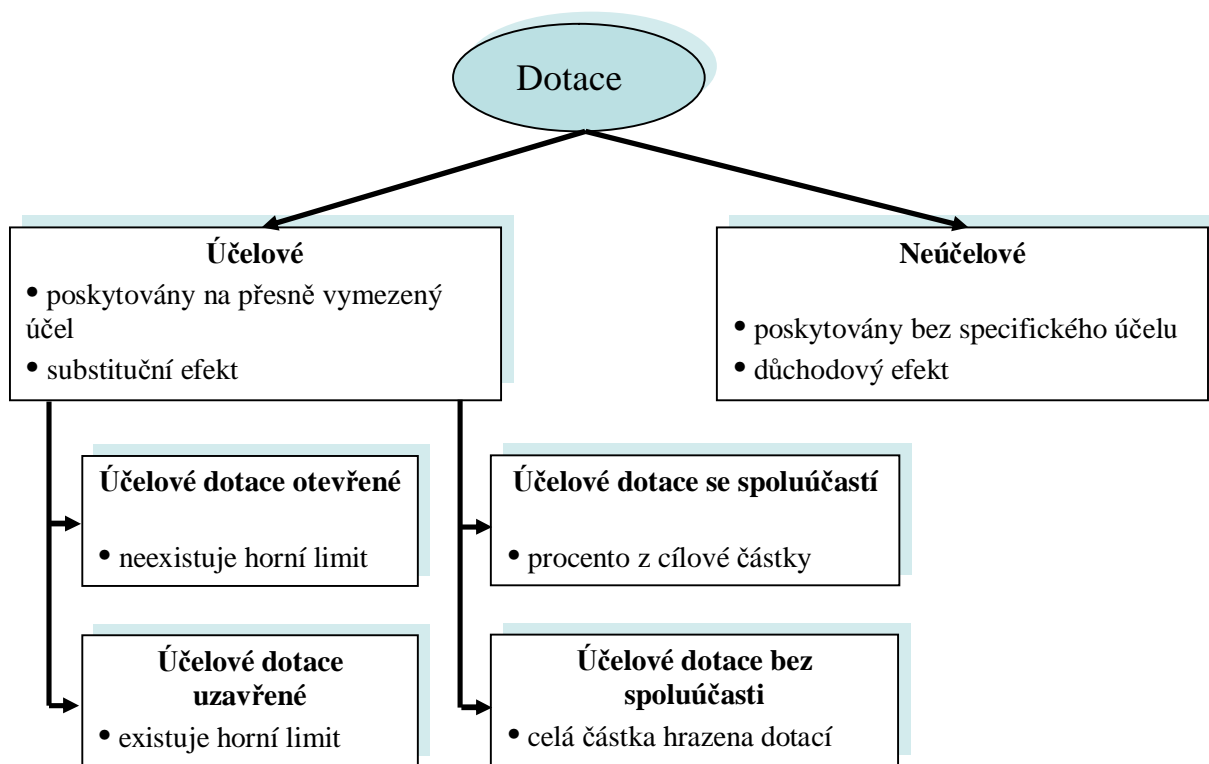 Dotace
Účelové
• poskytovány na přesně vymezený
účel
• substituční efekt
Neúčelové
• poskytovány bez specifického účelu
• důchodový efekt
Účelové dotace otevřené
• neexistuje horní limit
Účelové dotace se spoluúčastí
• procento z cílové částky
Účelové dotace
uzavřené
• existuje horní limit
Účelové dotace bez
spoluúčasti
• celá částka hrazena dotací